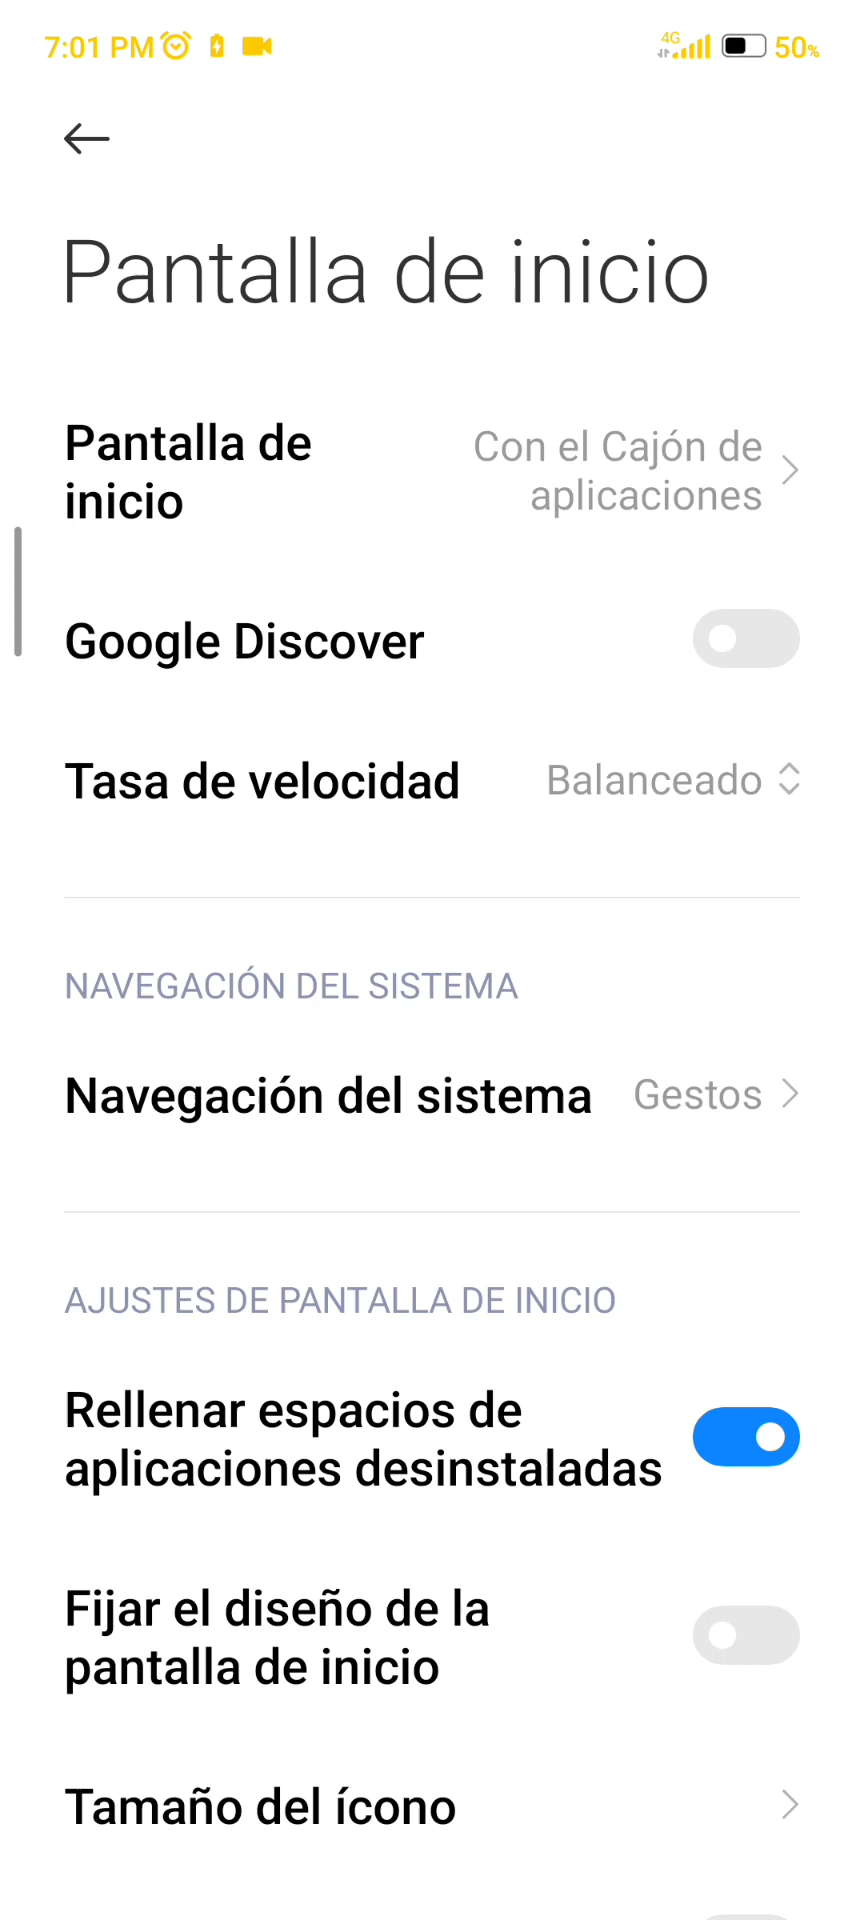 7:01 PM 4G 50%
Pantalla de inicio
Pantalla de
inicio
Con el Cajón de
aplicaciones
Google Discover
Tasa de velocidad Balanceado
NAVEGACIÓN DEL SISTEMA
Navegación del sistema Gestos
AJUSTES DE PANTALLA DE INICIO
Rellenar espacios de
aplicaciones desinstaladas
Fijar el diseño de la
pantalla de inicio
Tamaño del ícono